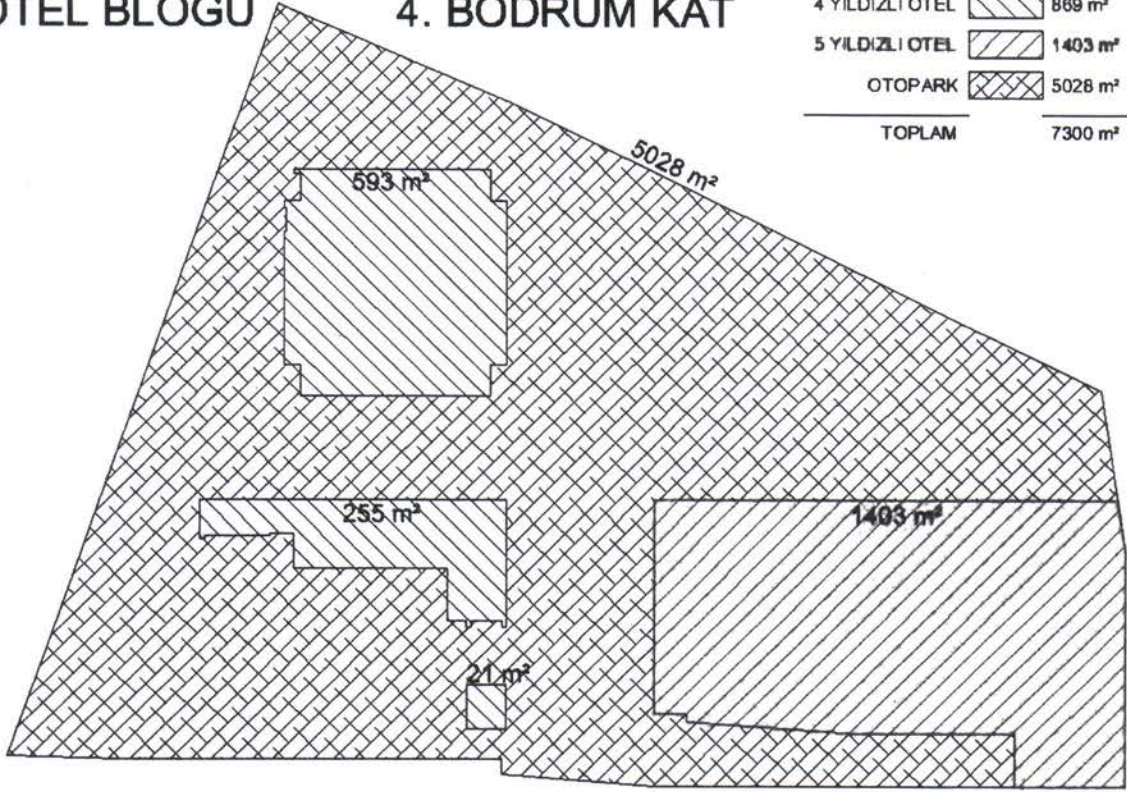 OTEL BLOGU 4. BODRUM KAT
4 YILDIZLI OTEL 869 m²
5 YILDIZLI OTEL 1403 m²
OTOPARK 5028 m²
TOPLAM 7300 m²
5028 m²
593 m²
255 m²
1403 m²
21 m²